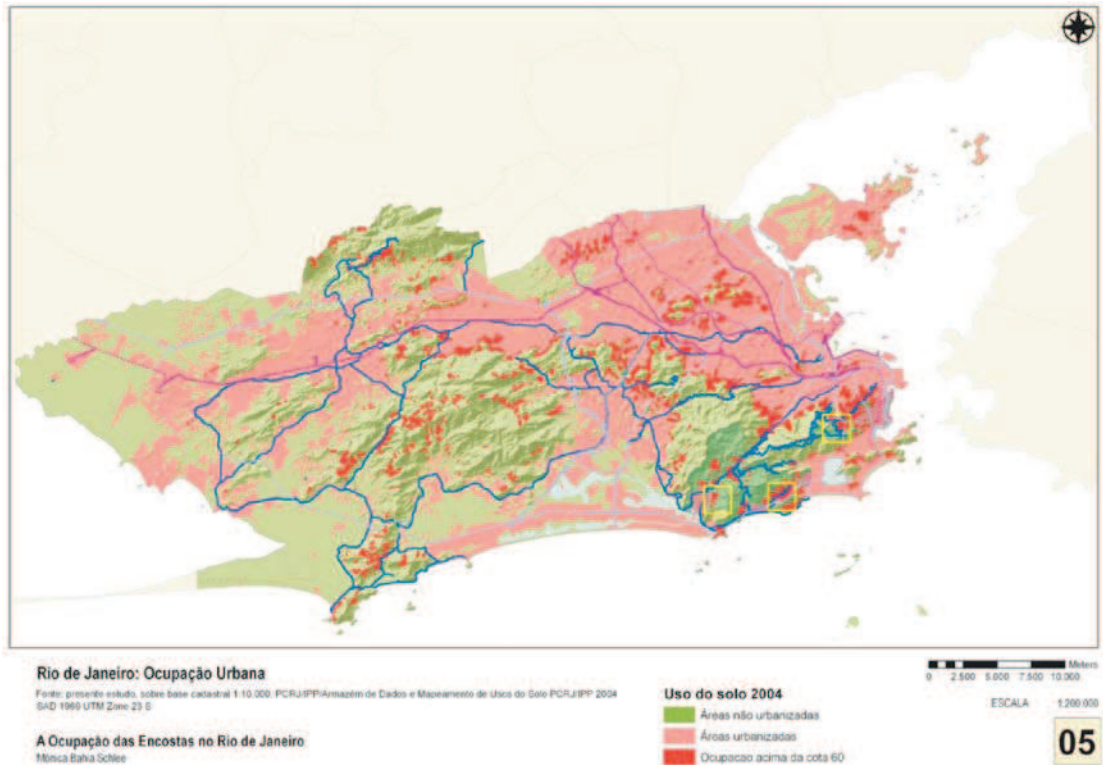 Rio de Janeiro: Ocupação Urbana
Fonte: presente estudo, sobre base cadastral 1:10.000: PCRJ/IPP/Armazém de Dados e Mapeamento de Usos do Solo PCRJ/IPP 2004
SAD 1969 UTM Zone 23 S
A Ocupação das Encostas no Rio de Janeiro
Mônica Bahia Schlee
Uso do solo 2004
Áreas não urbanizadas
Áreas urbanizadas
Ocupacao acima da cota 60
Meters
0 2.500 5.000 7.500 10.000
ESCALA 1:200.000
05